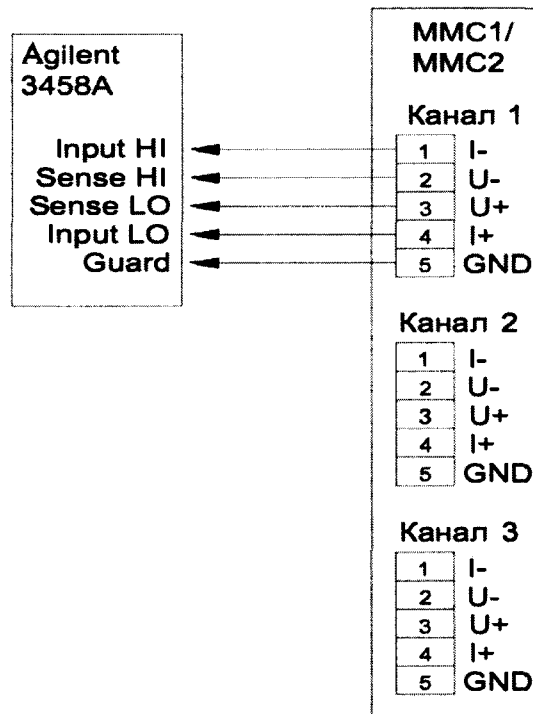 Agilent
3458A
Input HI
Sense HI
Sense LO
Input LO
Guard
MMC1/
MMC2
Канал 1
1 I-
2 U-
3 U+
4 I+
5 GND
Канал 2
1 I-
2 U-
3 U+
4 I+
5 GND
Канал 3
1 I-
2 U-
3 U+
4 I+
5 GND